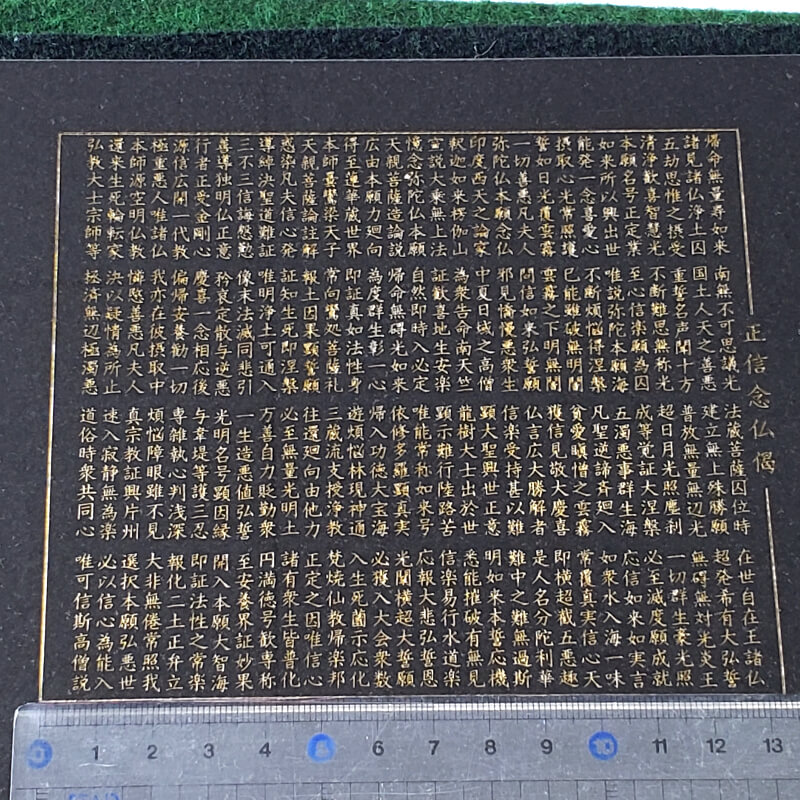 正信念仏偈
帰命無量寿如来 南無不可思議光 法蔵菩薩因位時 在世自在王諸仏
諸見諸仏浄土因 国土人天之善悪 建立無上殊勝願 超発希有大弘誓
五劫思惟之摂受 重誓名声聞十方 普放無量無辺光 無碍無対光炎王
清浄歓喜智慧光 不断難思無称光 超日月光照塵刹 一切群生蒙光照
本願名号正定業 至心信楽願為因 成等覚証大涅槃 必至滅度願成就
如来所以興出世 唯説弥陀本願海 五濁悪事群生海 応信如来如実言
能発一念喜愛心 不断煩悩得涅槃 凡聖逆謗斉廻入 如衆水入海一味
摂取心光常照護 已能雖破無明闇 貪愛瞋憎之雲霧 常覆真実信心天
譬如日光覆雲霧 雲霧之下明無闇 獲信見敬大慶喜 即横超截五悪趣
一切善悪凡夫人 聞信如来弘誓願 仏言広大勝解者 是人名分陀利華
弥陀仏本願念仏 邪見憍慢悪衆生 信楽受持甚以難 難中之難無過斯
印度西天之論家 中夏日域之高僧 顕大聖興世正意 明如来本誓応機
釈迦如来楞伽山 為衆告命南天竺 龍樹大士出於世 悉能摧破有無見
宣説大乗無上法 証歓喜地生安楽 顕示難行陸路苦 信楽易行水道楽
憶念弥陀仏本願 自然即時入必定 唯能常称如来号 応報大悲弘誓恩
天親菩薩造論説 帰命無碍光如来 依修多羅顕真実 光闡横超大誓願
広由本願力廻向 為度群生彰一心 帰入功徳大宝海 必獲入大会衆数
得至蓮華蔵世界 即証真如法性身 遊煩悩林現神通 入生死薗示応化
本師曇鸞梁天子 常向鸞処菩薩礼 三蔵流支授浄教 梵焼仙教帰楽邦
天親菩薩論註解 報土因果顕誓願 往還廻向由他力 正定之因唯信心
惑染凡夫信心発 証知生死即涅槃 必至無量光明土 諸有衆生皆普化
道綽決聖道難証 唯明浄土可通入 万善自力貶勤衆 円満徳号歓専称
三不三信誨慇懃 像末法滅同悲引 一生造悪値弘誓 至安養界証妙果
善導独明仏正意 矜哀定散与逆悪 光明名号顕因縁 開入本願大智海
行者正受金剛心 慶喜一念相応後 与韋堤等護三忍 即証法性之常楽
源信広開一代教 偏帰安養勧一切 専雑執心判浅深 報化二土正弁立
極重悪人唯諸仏 我亦在彼摂取中 煩悩障眼雖不見 大非無倦常照我
本師源空明仏教 憐愍善悪凡夫人 真宗教証興片州 選択本願弘悪世
還来生死輪転家 決以疑情為所止 速入寂静無為楽 必以信心為能入
弘教大士宗師等 拯済無辺極濁悪 道俗時衆共同心 唯可信斯高僧説
0 1 2 3 4 5 6 7 8 9 10 11 12 13